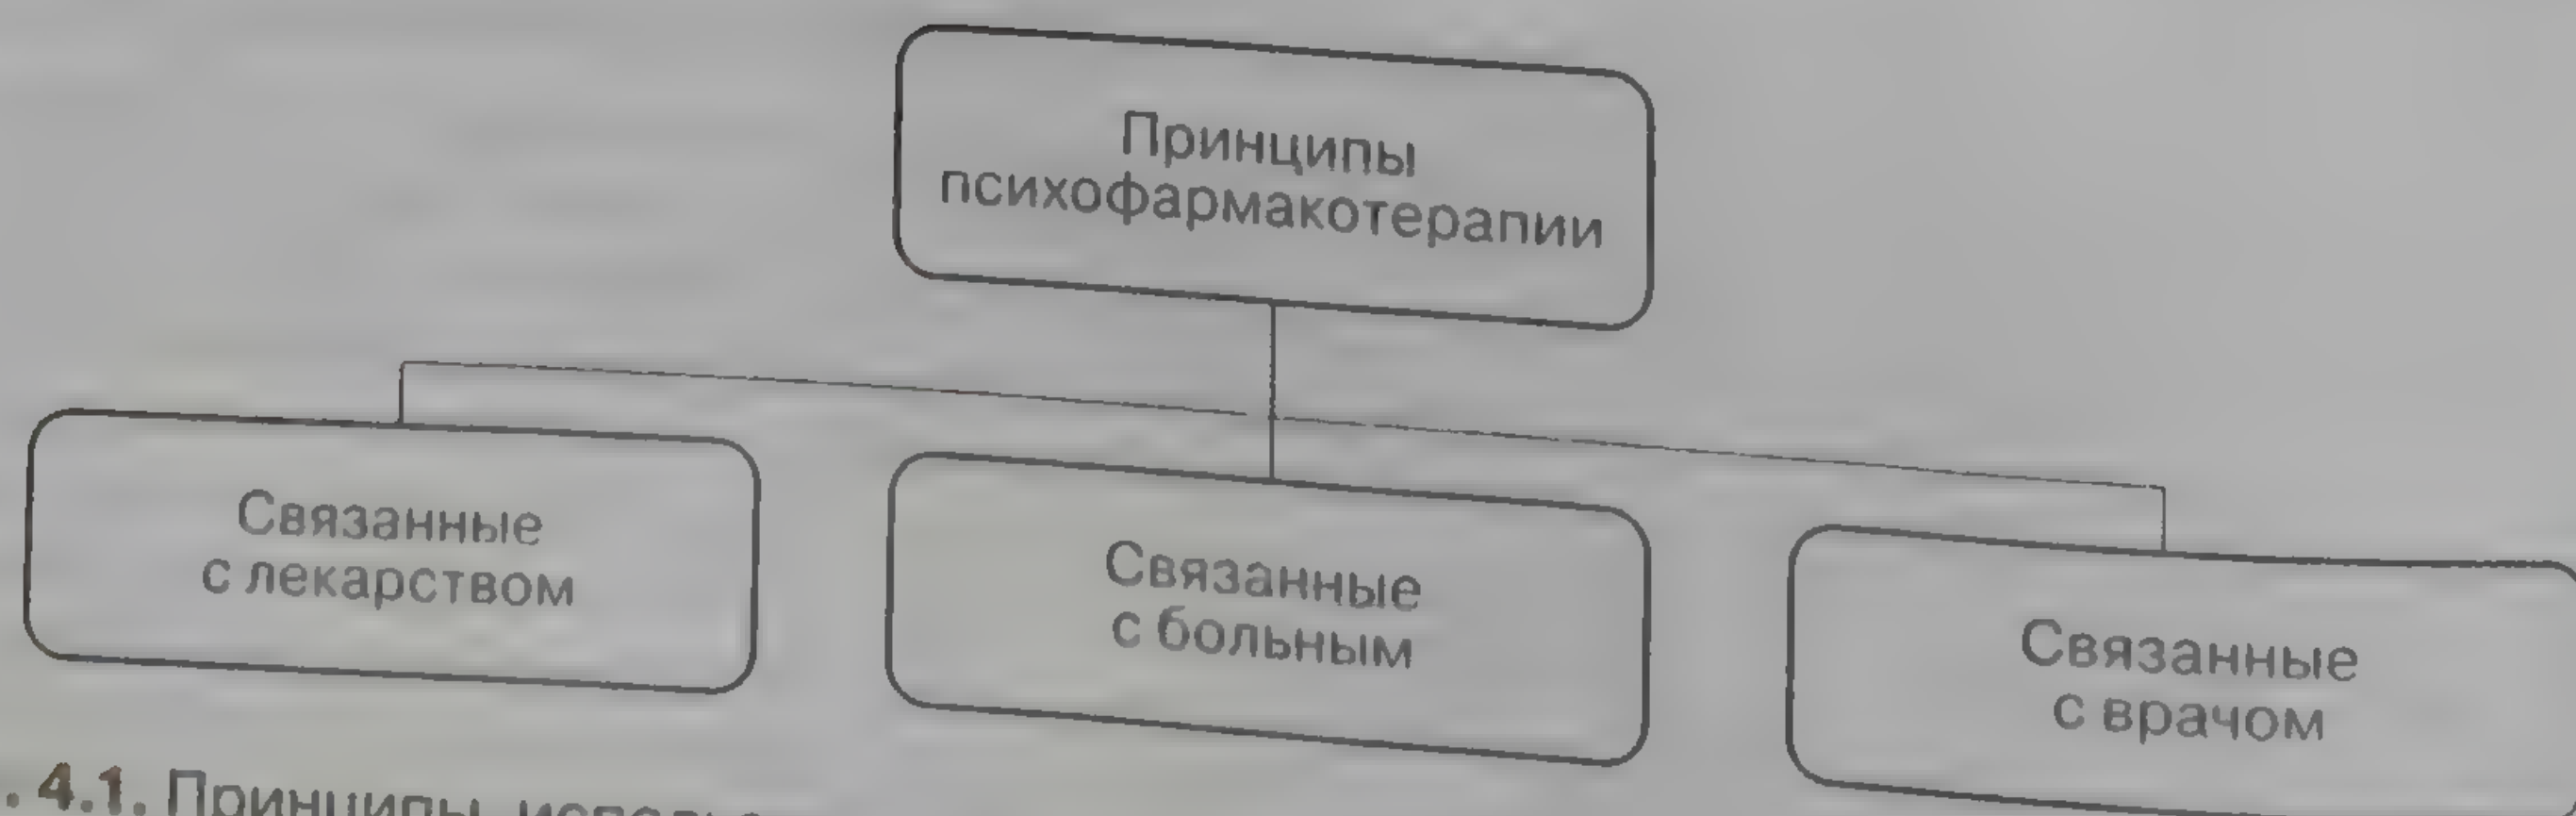 Принципы
психофармакотерапии
Связанные
с лекарством
Связанные
с больным
Связанные
с врачом
. 4.1. Принципы